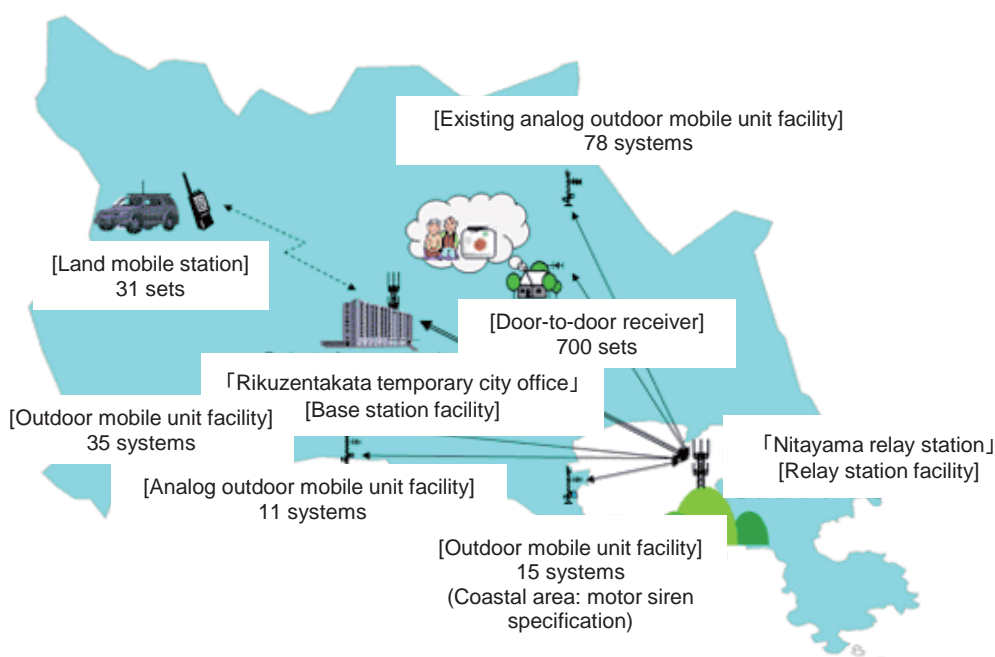 [Existing analog outdoor mobile unit facility]
78 systems
[Land mobile station]
31 sets
[Door-to-door receiver]
700 sets
「Rikuzentakata temporary city office」
[Base station facility]
[Outdoor mobile unit facility]
35 systems
「Nitayama relay station」
[Relay station facility]
[Analog outdoor mobile unit facility]
11 systems
[Outdoor mobile unit facility]
15 systems
(Coastal area: motor siren
specification)